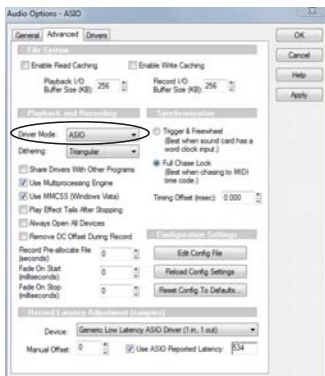 Audio Options - ASIO
General Advanced Drivers
File System
Enable Read Caching
Enable Write Caching
Playback I/O
Buffer Size (KB): 256
Record I/O
Buffer Size (KB): 256
Playback and Recording
Driver Mode: ASIO
Dithering: Triangular
Share Drivers With Other Programs
Use Multiprocessing Engine
Use MMCSS (Windows Vista)
Play Effect Tails After Stopping
Always Open All Devices
Remove DC Offset During Record
Record Pre-allocate File
(seconds) 0
Fade On Start
(milliseconds) 0
Fade On Stop
(milliseconds) 0
Synchronization
Trigger & Freewheel
(Best when sound card has a
word clock input.)
Full Chase Lock
(Best when chasing to MIDI
time code.)
Timing Offset (msec): 0.000
Configuration Settings
Edit Config File
Reload Config Settings
Reset Config To Defaults...
Record Latency Adjustment (samples)
Device: Generic Low Latency ASIO Driver (1 in, 1 out)
Manual Offset: 0
Use ASIO Reported Latency: 534
OK
Cancel
Help
Apply